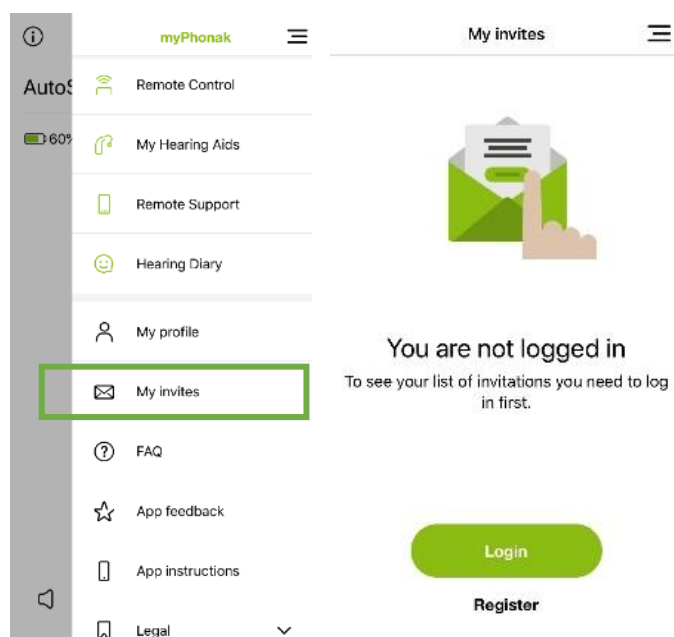 myPhonak
AutoS
Remote Control
60%
My Hearing Aids
Remote Support
Hearing Diary
My profile
My invites
FAQ
App feedback
App instructions
Legal
My invites
You are not logged in
To see your list of invitations you need to log
in first.
Login
Register